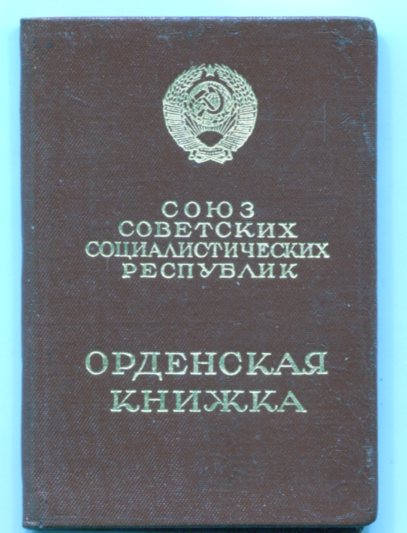 СОЮЗ
СОВЕТСКИХ
СОЦИАЛИСТИЧЕСКИХ
РЕСПУБЛИК
ОРДЕНСКАЯ
КНИЖКА